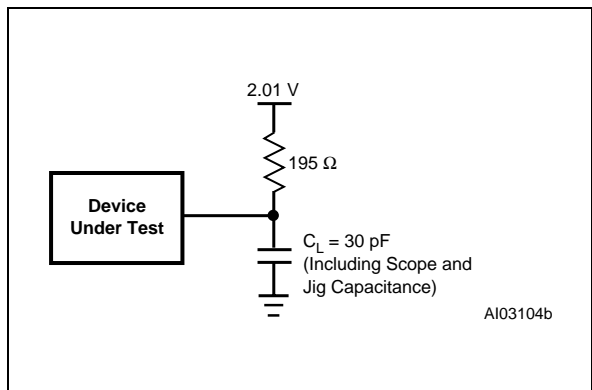 2.01 V
195 Ω
Device
Under Test
C_L = 30 pF
(Including Scope and
Jig Capacitance)
AI03104b